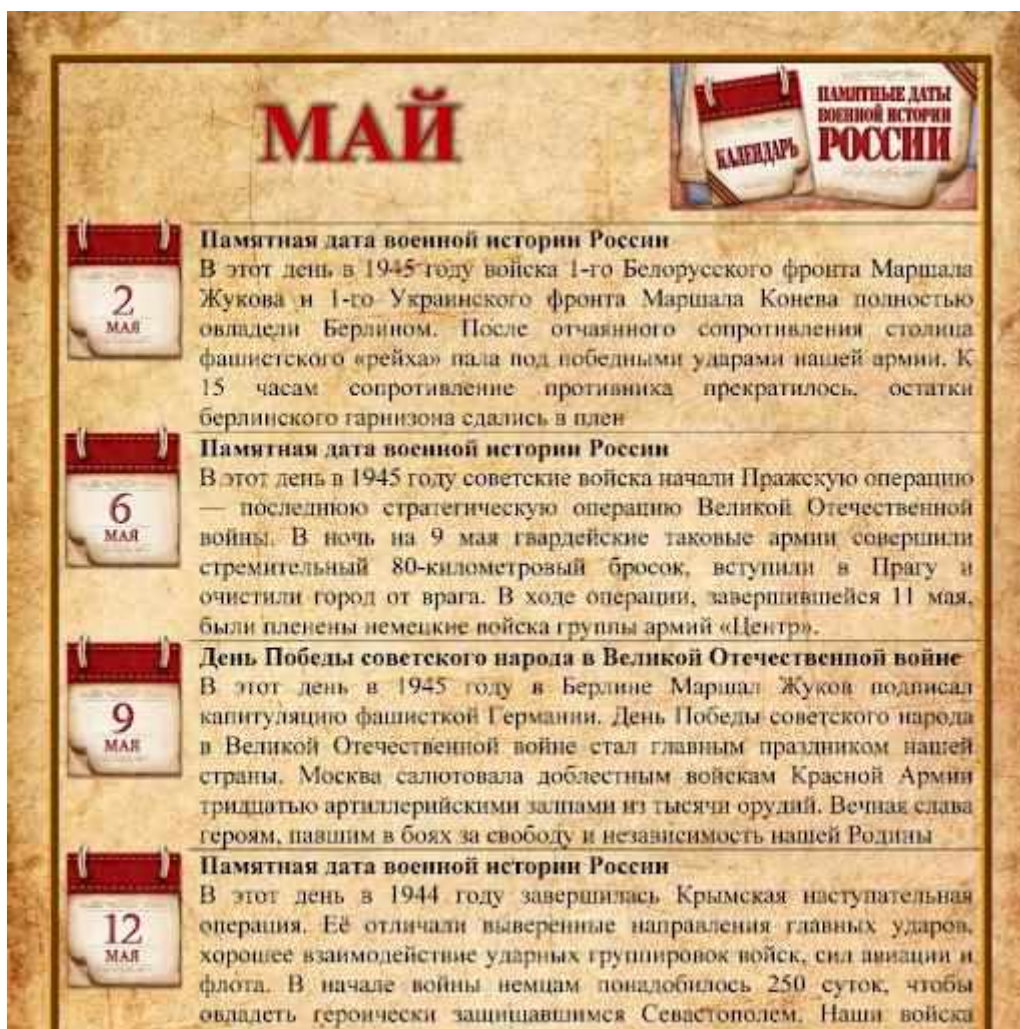 МАЙ
КАЛЕНДАРЬ
ПАМЯТНЫЕ ДАТЫ
ВОЕННОЙ ИСТОРИИ
РОССИИ
2
МАЯ
Памятная дата военной истории России
В этот день в 1945 году войска 1-го Белорусского фронта Маршала
Жукова и 1-го Украинского фронта Маршала Конева полностью
овладели Берлином. После отчаянного сопротивления столица
фашистского «рейха» пала под победными ударами нашей армии. К
15 часам сопротивление противника прекратилось, остатки
берлинского гарнизона сдались в плен
6
МАЯ
Памятная дата военной истории России
В этот день в 1945 году советские войска начали Пражскую операцию
— последнюю стратегическую операцию Великой Отечественной
войны. В ночь на 9 мая гвардейские таковые армии совершили
стремительный 80-километровый бросок, вступили в Прагу и
очистили город от врага. В ходе операции, завершившейся 11 мая,
были пленены немецкие войска группы армий «Центр».
9
МАЯ
День Победы советского народа в Великой Отечественной войне
В этот день в 1945 году в Берлине Маршал Жуков подписал
капитуляцию фашисткой Германии. День Победы советского народа
в Великой Отечественной войне стал главным праздником нашей
страны. Москва салютовала доблестным войскам Красной Армии
тридцатью артиллерийскими залпами из тысячи орудий. Вечная слава
героям, павшим в боях за свободу и независимость нашей Родины
12
МАЯ
Памятная дата военной истории России
В этот день в 1944 году завершилась Крымская наступательная
операция. Её отличали выверенные направления главных ударов,
хорошее взаимодействие ударных группировок войск, сил авиации и
флота. В начале войны немцам понадобилось 250 суток, чтобы
овладеть героически защищавшимся Севастополем. Наши войска